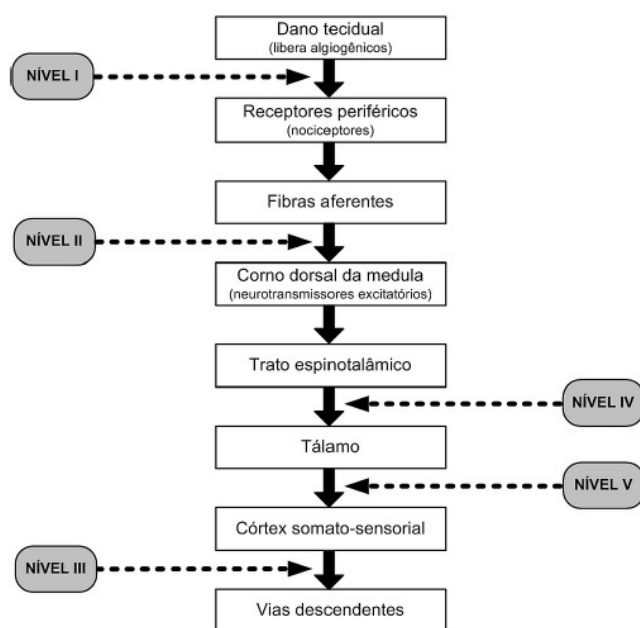 Dano tecidual
(libera algiogênicos)
NÍVEL I
Receptores periféricos
(nociceptores)
Fibras aferentes
NÍVEL II
Corno dorsal da medula
(neurotransmissores excitatórios)
Trato espinotalâmico
NÍVEL IV
Tálamo
NÍVEL V
Córtex somato-sensorial
NÍVEL III
Vias descendentes